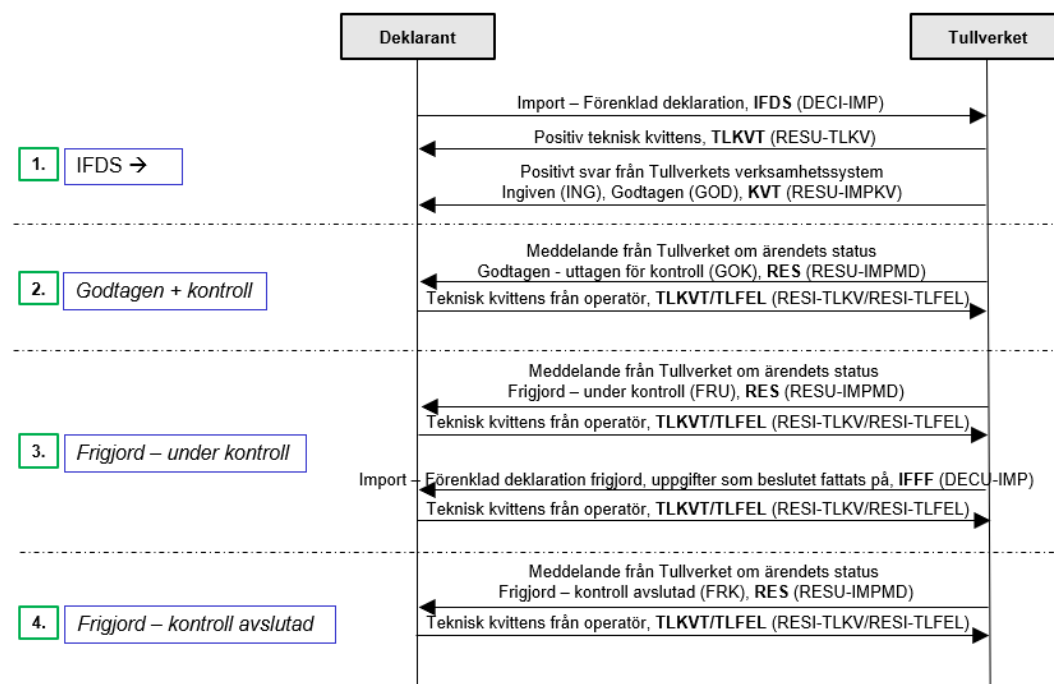 Deklarant
Tullverket
Import – Förenklad deklaration, IFDS (DECI-IMP)
Positiv teknisk kvittens, TLKVT (RESU-TLKV)
1.
IFDS →
Positivt svar från Tullverkets verksamhetssystem
Ingiven (ING), Godtagen (GOD), KVT (RESU-IMPKV)
Meddelande från Tullverket om ärendets status
Godtagen - uttagen för kontroll (GOK), RES (RESU-IMPMD)
2.
Godtagen + kontroll
Teknisk kvittens från operatör, TLKVT/TLFEL (RESI-TLKV/RESI-TLFEL)
Meddelande från Tullverket om ärendets status
Frigjord – under kontroll (FRU), RES (RESU-IMPMD)
Teknisk kvittens från operatör, TLKVT/TLFEL (RESI-TLKV/RESI-TLFEL)
3.
Frigjord – under kontroll
Import – Förenklad deklaration frigjord, uppgifter som beslutet fattats på, IFFF (DECU-IMP)
Teknisk kvittens från operatör, TLKVT/TLFEL (RESI-TLKV/RESI-TLFEL)
Meddelande från Tullverket om ärendets status
Frigjord – kontroll avslutad (FRK), RES (RESU-IMPMD)
4.
Frigjord – kontroll avslutad
Teknisk kvittens från operatör, TLKVT/TLFEL (RESI-TLKV/RESI-TLFEL)